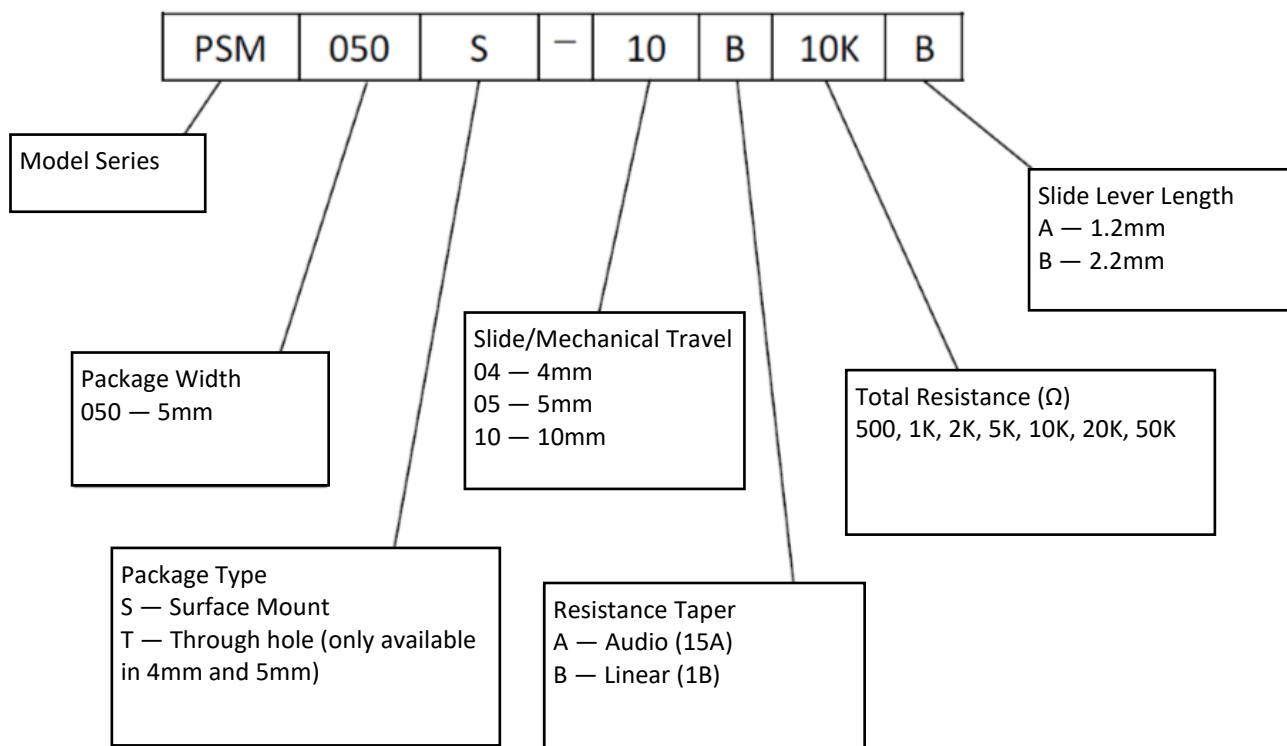 PSM 050 S – 10 B 10K B
Model Series
Slide Lever Length
A — 1.2mm
B — 2.2mm
Slide/Mechanical Travel
04 — 4mm
05 — 5mm
10 — 10mm
Package Width
050 — 5mm
Total Resistance (Ω)
500, 1K, 2K, 5K, 10K, 20K, 50K
Package Type
S — Surface Mount
T — Through hole (only available
in 4mm and 5mm)
Resistance Taper
A — Audio (15A)
B — Linear (1B)